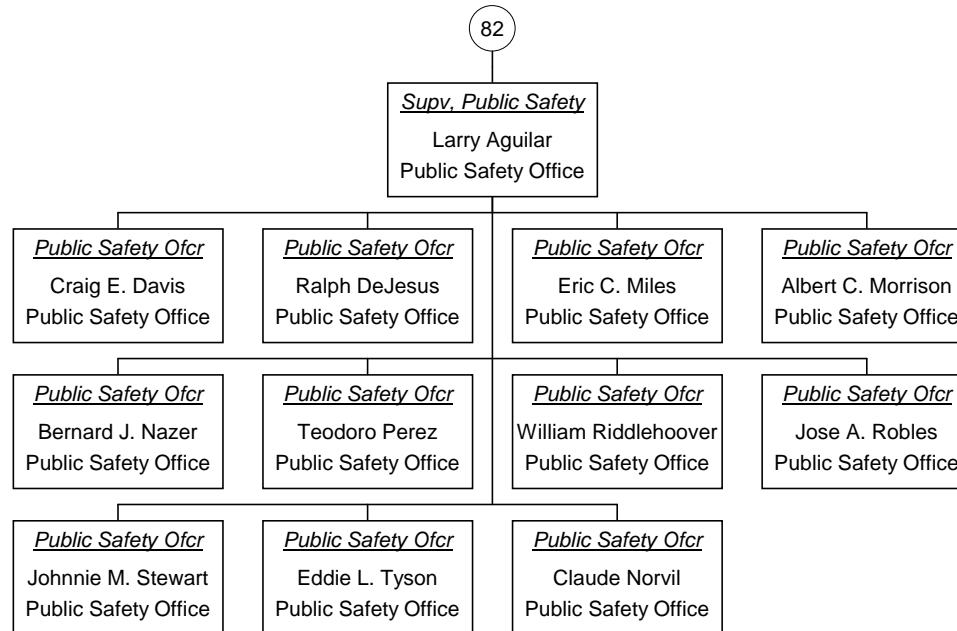 82
Supv, Public Safety
Larry Aguilar
Public Safety Office
Public Safety Ofcr
Craig E. Davis
Public Safety Office
Public Safety Ofcr
Ralph DeJesus
Public Safety Office
Public Safety Ofcr
Eric C. Miles
Public Safety Office
Public Safety Ofcr
Albert C. Morrison
Public Safety Office
Public Safety Ofcr
Bernard J. Nazer
Public Safety Office
Public Safety Ofcr
Teodoro Perez
Public Safety Office
Public Safety Ofcr
William Riddlehoover
Public Safety Office
Public Safety Ofcr
Jose A. Robles
Public Safety Office
Public Safety Ofcr
Johnnie M. Stewart
Public Safety Office
Public Safety Ofcr
Eddie L. Tyson
Public Safety Office
Public Safety Ofcr
Claude Norvil
Public Safety Office